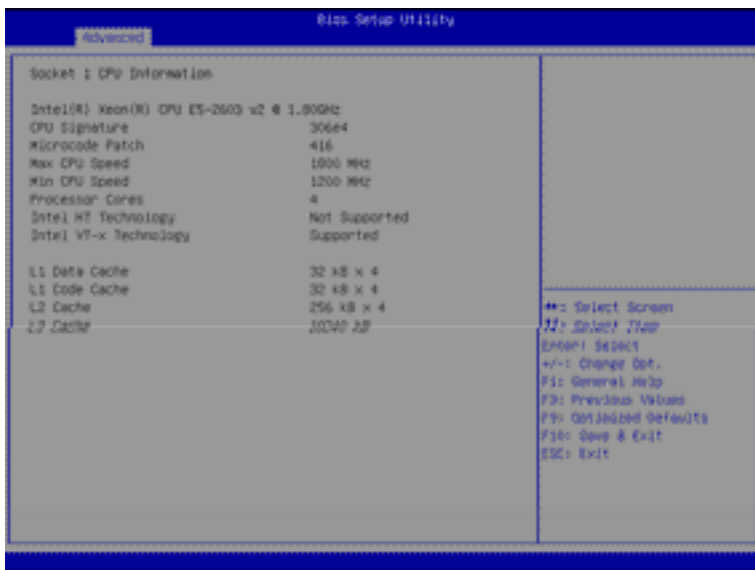 Bios Setup Utility
Advanced
Socket 1 CPU Information
Intel(R) Xeon(R) CPU E5-2603 v2 @ 1.80GHz
CPU Signature 306e4
Microcode Patch 416
Max CPU Speed 1800 MHz
Min CPU Speed 1200 MHz
Processor Cores 4
Intel HT Technology Not Supported
Intel VT-x Technology Supported
L1 Data Cache 32 kB x 4
L1 Code Cache 32 kB x 4
L2 Cache 256 kB x 4
L3 Cache 10240 kB
→←: Select Screen
↑↓: Select Item
Enter: Select
+/-: Change Opt.
F1: General Help
F3: Previous Values
F9: Optimized Defaults
F10: Save & Exit
ESC: Exit